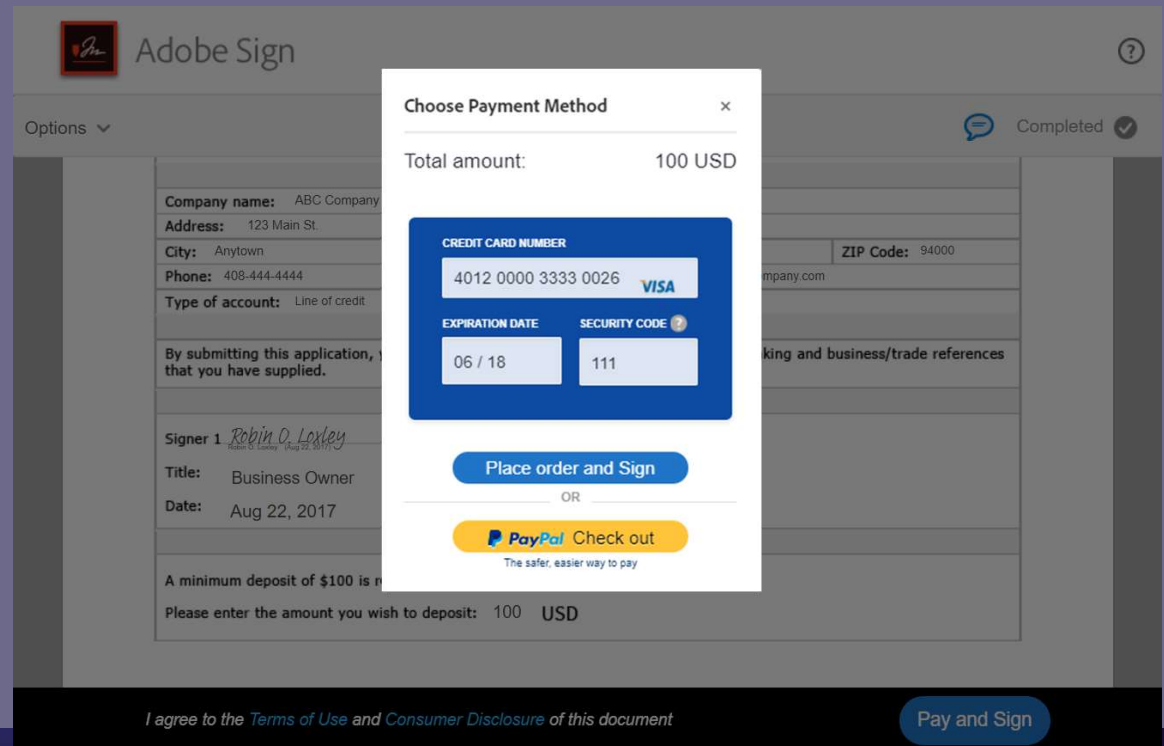 Adobe Sign
?
Options
Completed
Choose Payment Method ×
Total amount: 100 USD
CREDIT CARD NUMBER
4012 0000 3333 0026 VISA
EXPIRATION DATE SECURITY CODE ?
06 / 18 111
Place order and Sign
OR
PayPal Check out
The safer, easier way to pay
Company name: ABC Company
Address: 123 Main St.
City: Anytown ZIP Code: 94000
Phone: 408-444-4444 mpany.com
Type of account: Line of credit
By submitting this application, king and business/trade references
that you have supplied.
Signer 1 Robin O. Loxley
Robin O. Loxley (Aug 22, 2017)
Title: Business Owner
Date: Aug 22, 2017
A minimum deposit of $100 is
Please enter the amount you wish to deposit: 100 USD
I agree to the Terms of Use and Consumer Disclosure of this document
Pay and Sign